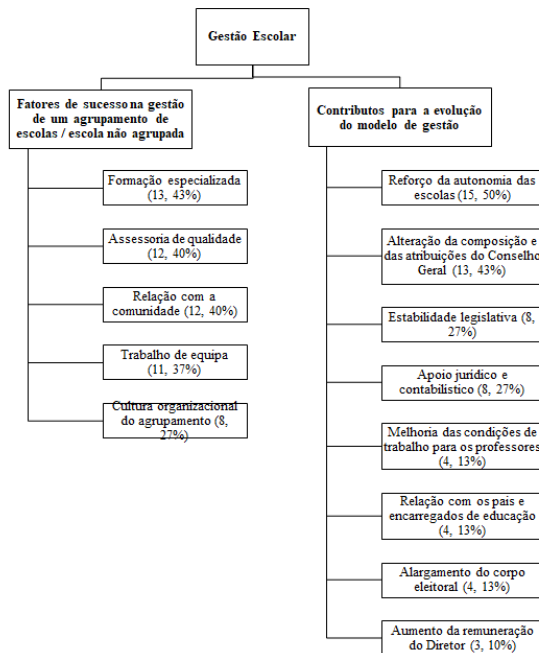 Gestão Escolar
Fatores de sucesso na gestão
de um agrupamento de
escolas / escola não agrupada
Formação especializada
(13, 43%)
Assessoria de qualidade
(12, 40%)
Relação com a
comunidade (12, 40%)
Trabalho de equipa
(11, 37%)
Cultura organizacional
do agrupamento (8,
27%)
Contributos para a evolução
do modelo de gestão
Reforço da autonomia das
escolas (15, 50%)
Alteração da composição e
das atribuições do Conselho
Geral (13, 43%)
Estabilidade legislativa (8,
27%)
Apoio jurídico e
contabilístico (8, 27%)
Melhoria das condições de
trabalho para os professores
(4, 13%)
Relação com os pais e
encarregados de educação
(4, 13%)
Alargamento do corpo
eleitoral (4, 13%)
Aumento da remuneração
do Diretor (3, 10%)